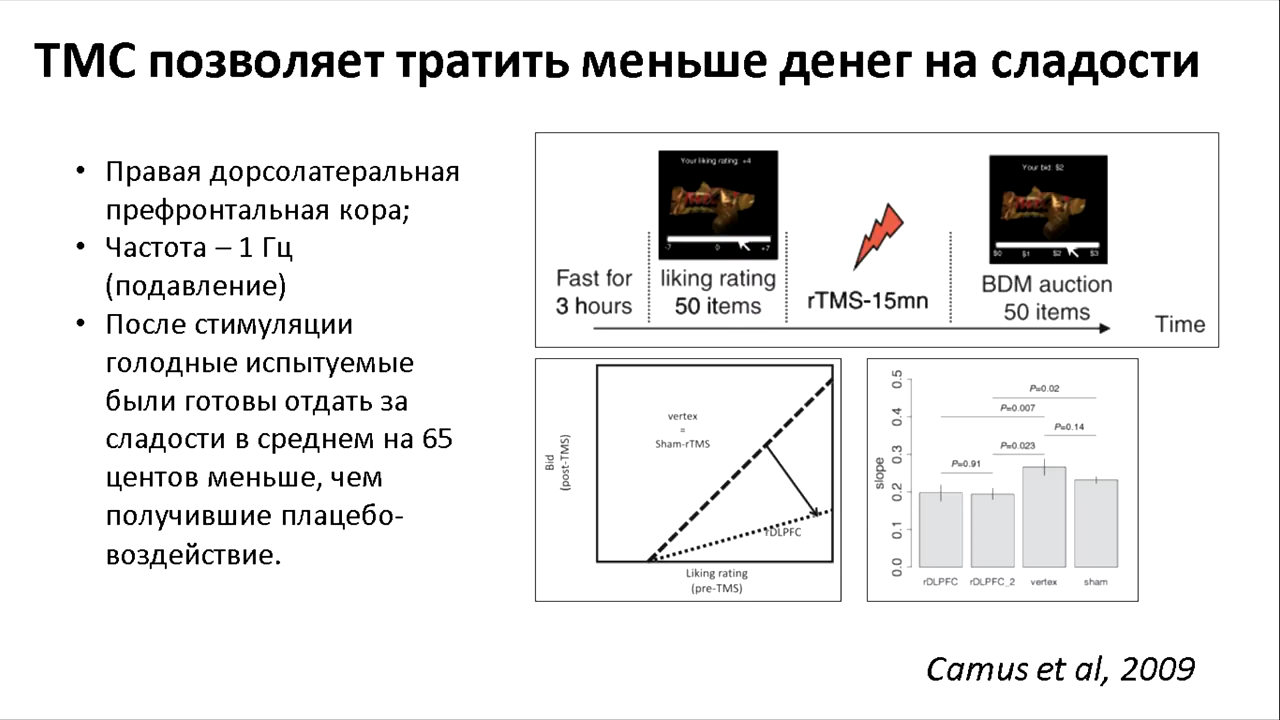 ТМС позволяет тратить меньше денег на сладости
• Правая дорсолатеральная
префронтальная кора;
• Частота – 1 Гц
(подавление)
• После стимуляции
голодные испытуемые
были готовы отдать за
сладости в среднем на 65
центов меньше, чем
получившие плацебо-
воздействие.
Your liking rating: +4
-7 0 +7
Your bid: $2
$0 $1 $2 $3
Fast for
3 hours
liking rating
50 items
rTMS-15mn
BDM auction
50 items
Time
Bid
(post-TMS)
vertex
=
Sham-rTMS
rDLPFC
Liking rating
(pre-TMS)
slope
0.5
0.4
0.3
0.2
0.1
0.0
P=0.02
P=0.007
P=0.14
P=0.023
P=0.91
rDLPFC rDLPFC_2 vertex sham
Camus et al, 2009